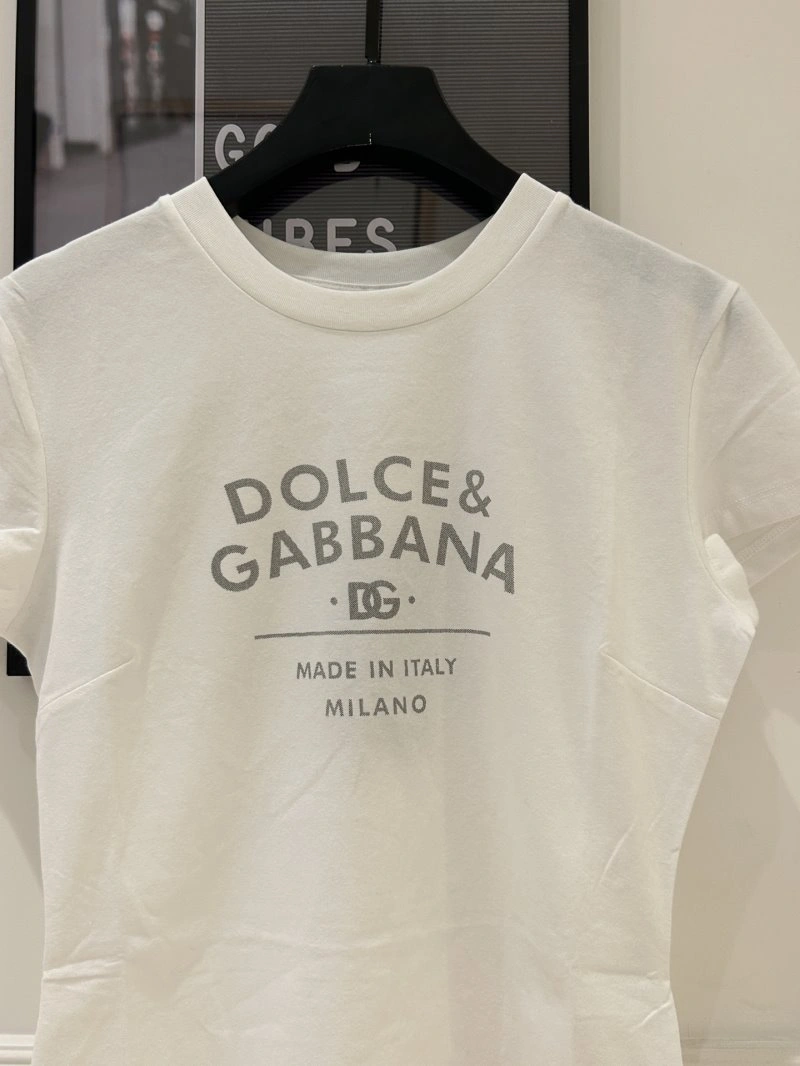 DOLCE&
GABBANA
·DG·
MADE IN ITALY
MILANO